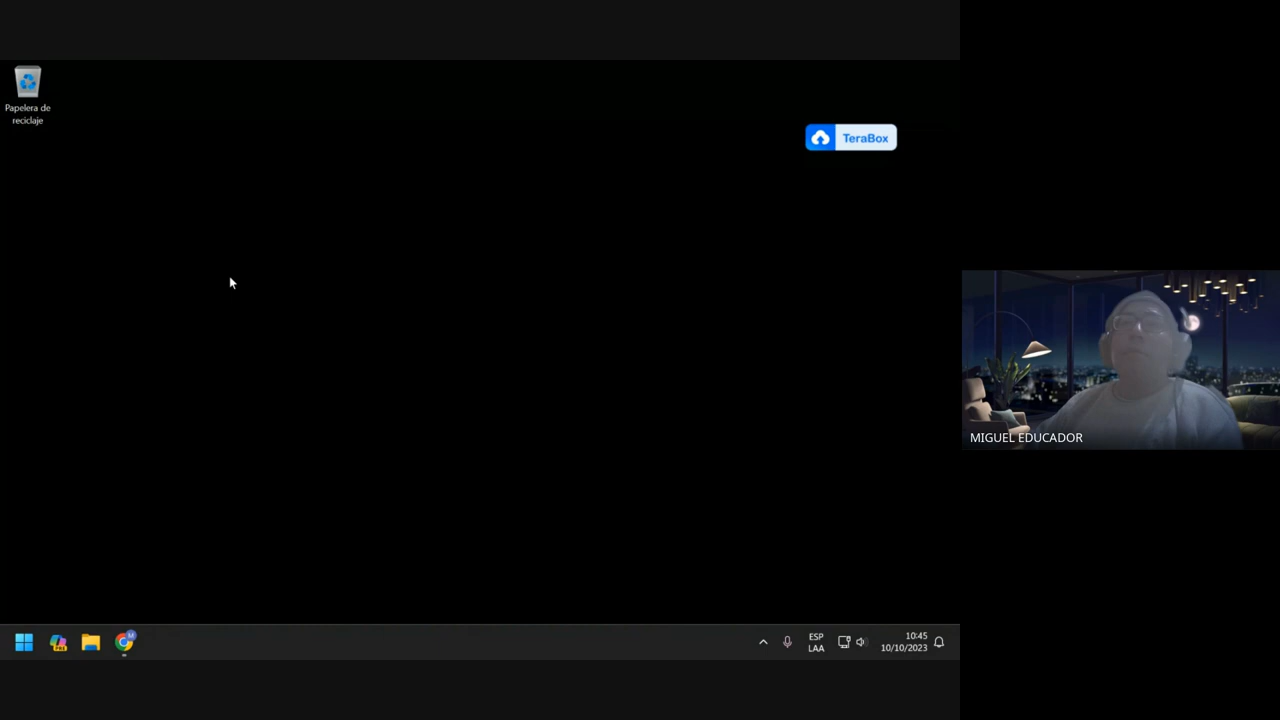 Papelera de
reciclaje
TeraBox
MIGUEL EDUCADOR
ESP
LAA
10:45
10/10/2023